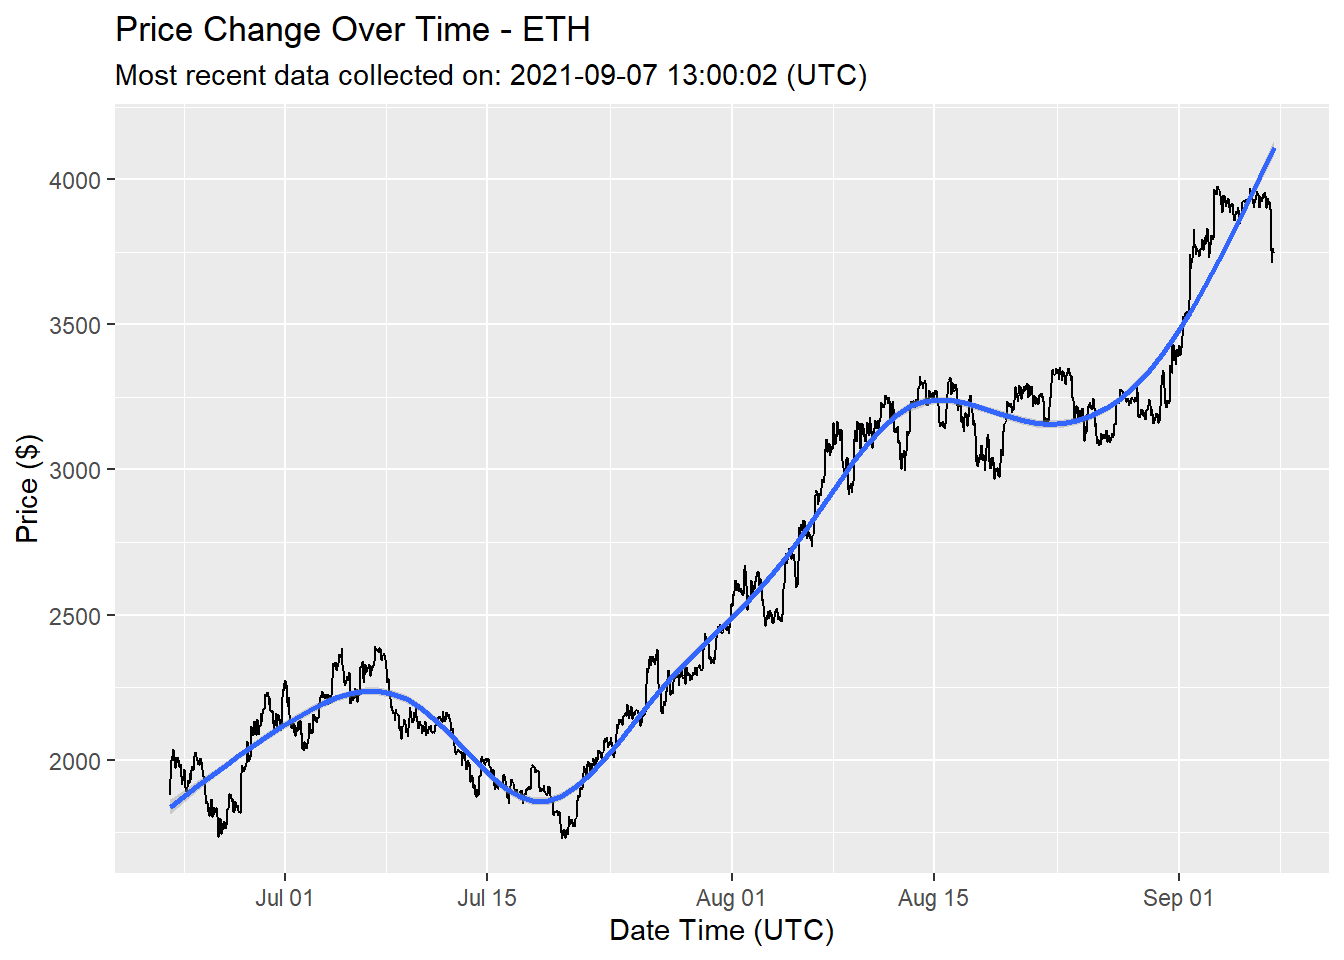 Price Change Over Time - ETH
Most recent data collected on: 2021-09-07 13:00:02 (UTC)
4000
3500
3000
2500
2000
Price ($)
Jul 01
Jul 15
Aug 01
Aug 15
Sep 01
Date Time (UTC)